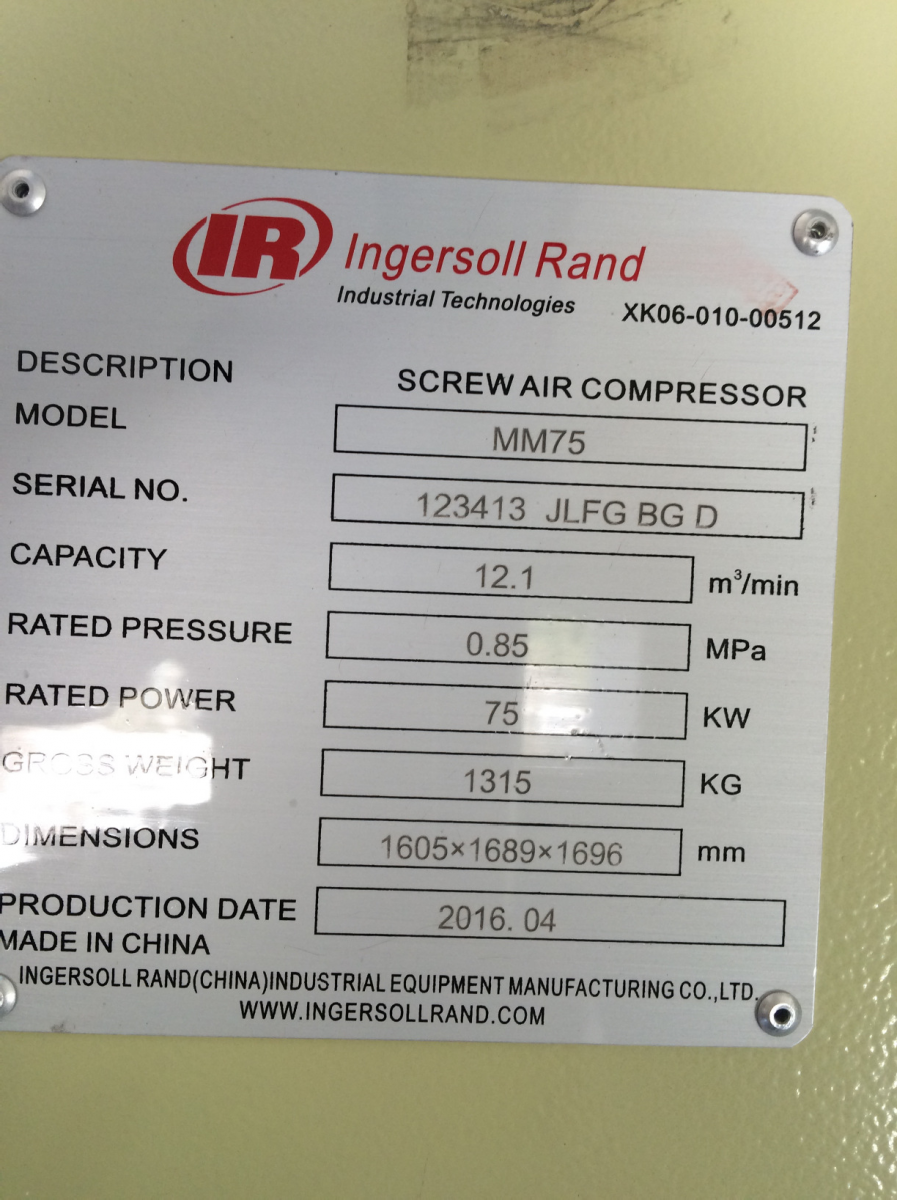 IR Ingersoll Rand
Industrial Technologies XK06-010-00512
DESCRIPTION SCREW AIR COMPRESSOR
MODEL MM75
SERIAL NO. 123413 JLFG BG D
CAPACITY 12.1 m³/min
RATED PRESSURE 0.85 MPa
RATED POWER 75 KW
GROSS WEIGHT 1315 KG
DIMENSIONS 1605×1689×1696 mm
PRODUCTION DATE 2016. 04
MADE IN CHINA
INGERSOLL RAND(CHINA)INDUSTRIAL EQUIPMENT MANUFACTURING CO.,LTD.
WWW.INGERSOLLRAND.COM